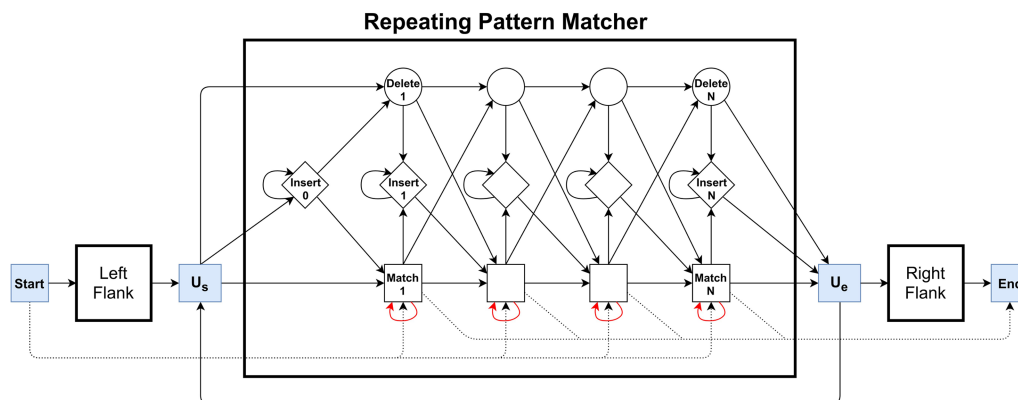 Repeating Pattern Matcher
Delete
1
Delete
N
Insert
0
Insert
1
Insert
N
Start
Left
Flank
Us
Match
1
Match
N
Ue
Right
Flank
End